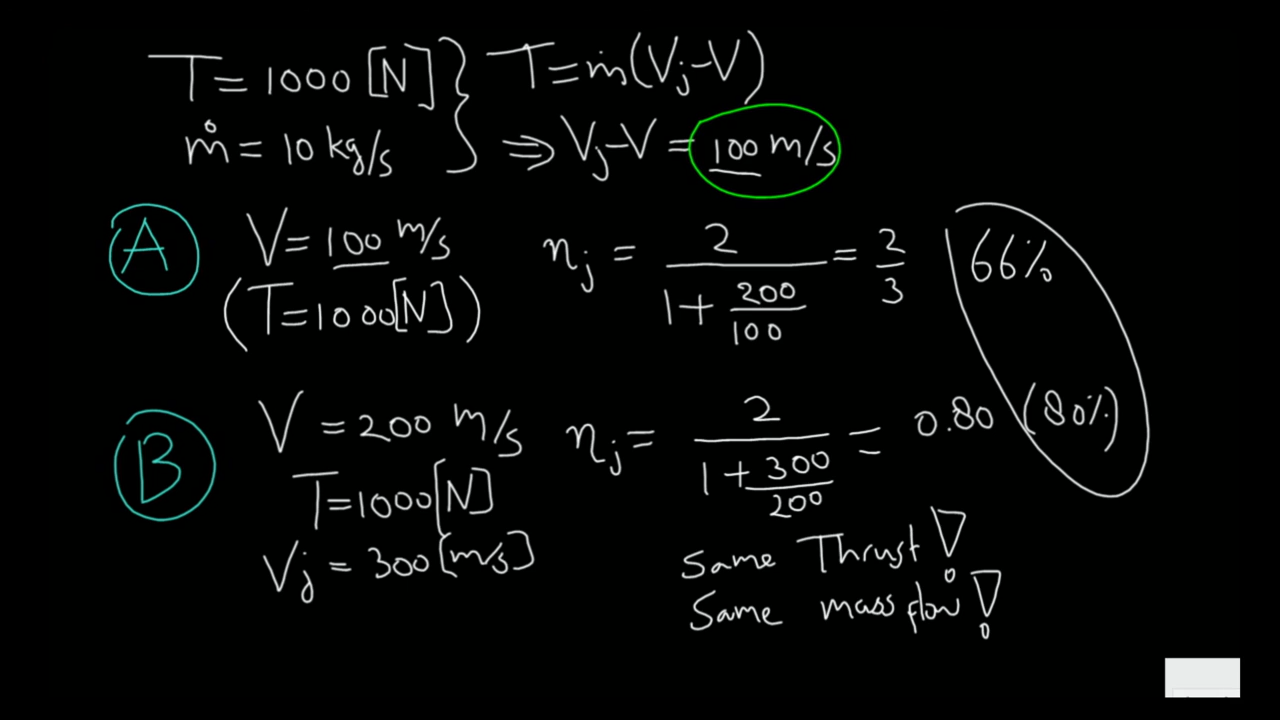 T = 1000 [N] } T = ṁ(Vj - V)
ṁ = 10 kg/s ⇒ Vj - V = 100 m/s
A V = 100 m/s ηj = 2 / (1 + 200/100) = 2/3 66%
(T = 1000 [N])
B V = 200 m/s ηj = 2 / (1 + 300/200) = 0.80 (80%)
T = 1000 [N]
Vj = 300 [m/s]
Same Thrust !
Same mass flow !